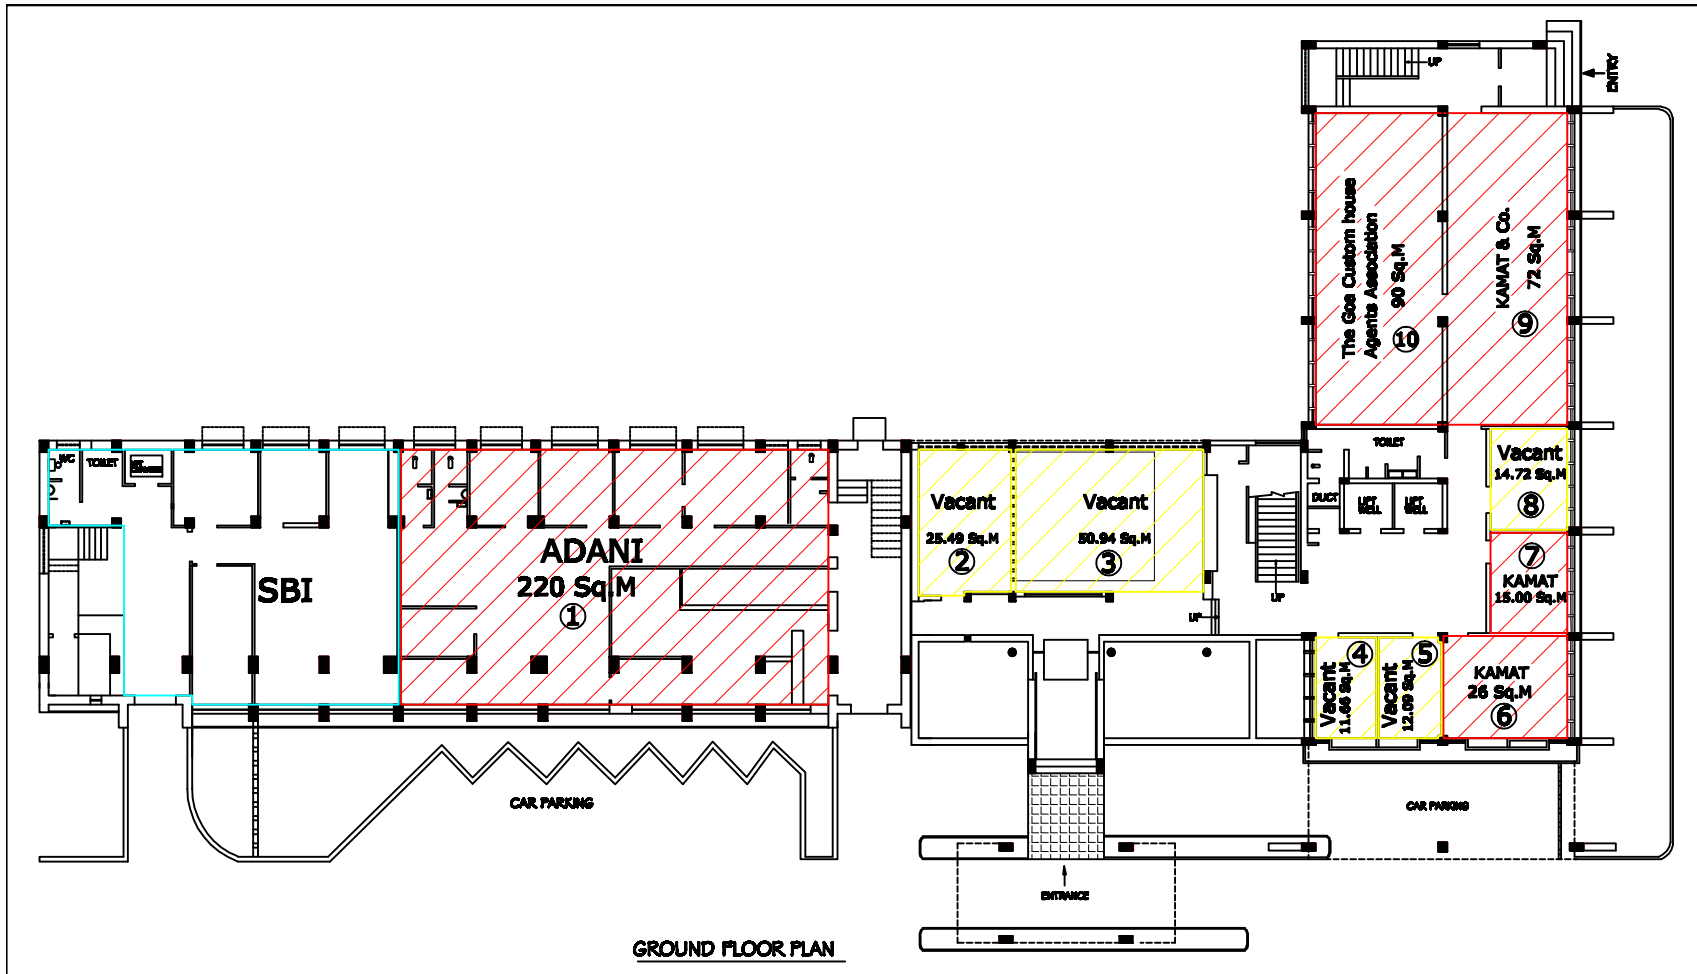 UP
ENTRY
The Goa Custom house
Agents Association
90 Sq.M
10
KAMAT & Co.
72 Sq.M
9
WC
TOILET
ADANI
220 Sq.M
1
SBI
Vacant
25.49 Sq.M
2
Vacant
50.94 Sq.M
3
UP
UP
TOILET
DUCT
LIFT
WELL
LIFT
WELL
Vacant
14.72 Sq.M
8
7
KAMAT
15.00 Sq.M
4
Vacant
11.66 Sq.M
5
Vacant
12.09 Sq.M
KAMAT
26 Sq.M
6
CAR PARKING
CAR PARKING
ENTRANCE
GROUND FLOOR PLAN